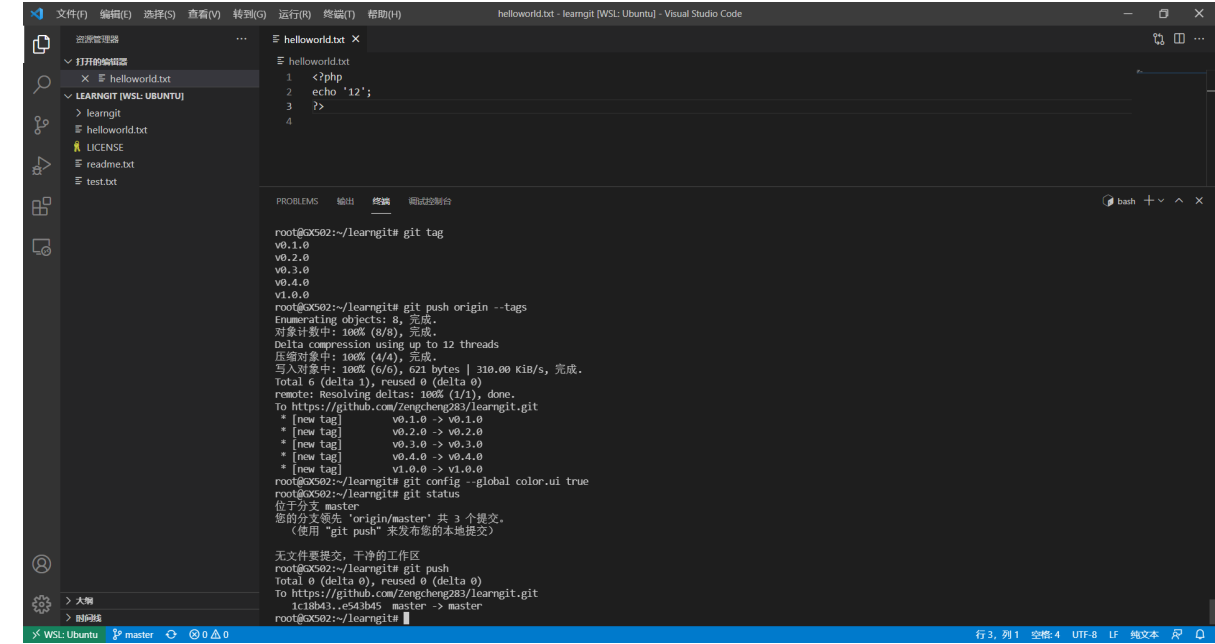 文件(F) 编辑(E) 选择(S) 查看(V) 转到(G) 运行(R) 终端(T) 帮助(H) helloworld.txt - learngit [WSL: Ubuntu] - Visual Studio Code
资源管理器 ···
打开的编辑器
helloworld.txt
LEARNGIT [WSL: UBUNTU]
learngit
helloworld.txt
LICENSE
readme.txt
test.txt
大纲
时间线
helloworld.txt
helloworld.txt
1 <?php
2 echo '12';
3 ?>
4
PROBLEMS 输出 终端 调试控制台 bash
root@GX502:~/learngit# git tag
v0.1.0
v0.2.0
v0.3.0
v0.4.0
v1.0.0
root@GX502:~/learngit# git push origin --tags
Enumerating objects: 8, 完成.
对象计数中: 100% (8/8), 完成.
Delta compression using up to 12 threads
压缩对象中: 100% (4/4), 完成.
写入对象中: 100% (6/6), 621 bytes | 310.00 KiB/s, 完成.
Total 6 (delta 1), reused 0 (delta 0)
remote: Resolving deltas: 100% (1/1), done.
To https://github.com/Zengcheng283/learngit.git
* [new tag] v0.1.0 -> v0.1.0
* [new tag] v0.2.0 -> v0.2.0
* [new tag] v0.3.0 -> v0.3.0
* [new tag] v0.4.0 -> v0.4.0
* [new tag] v1.0.0 -> v1.0.0
root@GX502:~/learngit# git config --global color.ui true
root@GX502:~/learngit# git status
位于分支 master
您的分支领先 'origin/master' 共 3 个提交。
（使用 "git push" 来发布您的本地提交）
无文件要提交，干净的工作区
root@GX502:~/learngit# git push
Total 0 (delta 0), reused 0 (delta 0)
To https://github.com/Zengcheng283/learngit.git
1c18b43..e543b45 master -> master
root@GX502:~/learngit#
WSL: Ubuntu master 0 0 行 3, 列 1 空格: 4 UTF-8 LF 纯文本